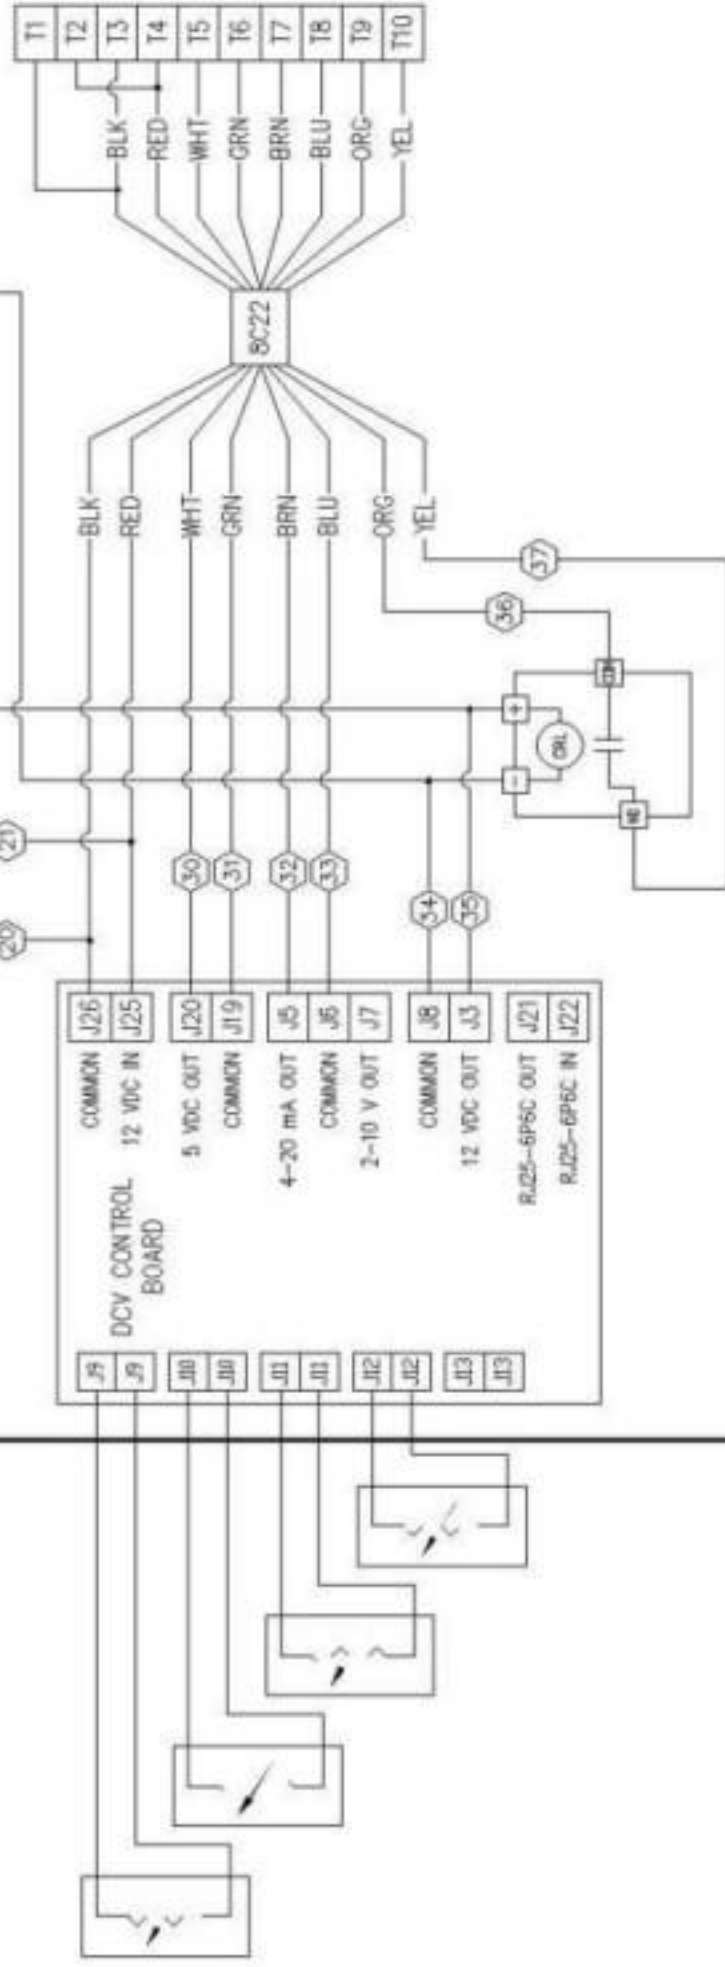 T1
T2
T3
T4
T5
T6
T7
T8
T9
T10
BLK
RED
WHT
GRN
BRN
BLU
ORG
YEL
8C22
BLK
RED
WHT
GRN
BRN
BLU
ORG
YEL
37
36
+
CRL
-
NO
21
20
30
31
32
33
34
35
J26
J25
J20
J19
J5
J6
J7
J8
J3
J21
J22
COMMON
12 VDC IN
5 VDC OUT
COMMON
4-20 mA OUT
COMMON
2-10 V OUT
COMMON
12 VDC OUT
RJ25-6P6C OUT
RJ25-6P6C IN
DCV CONTROL
BOARD
J9
J9
J10
J10
J11
J11
J12
J12
J13
J13